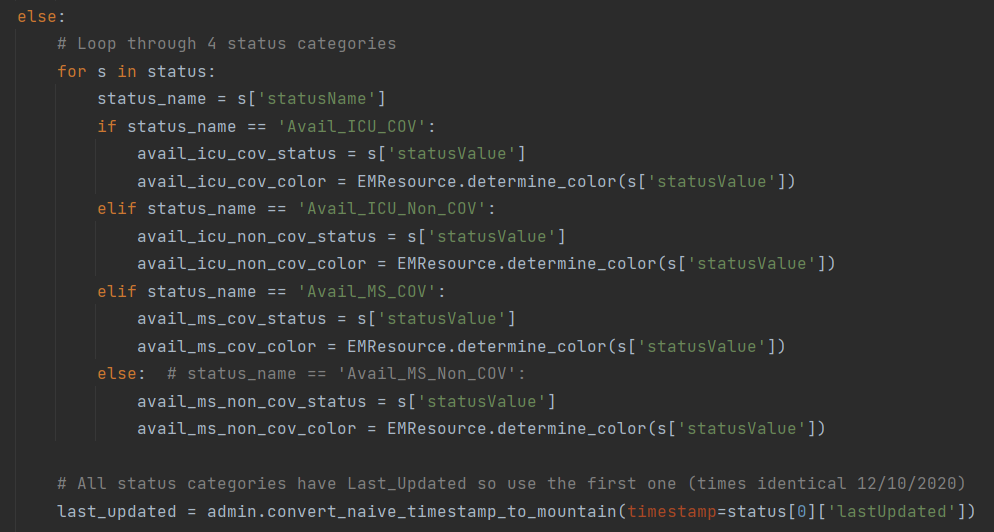 else:
# Loop through 4 status categories
for s in status:
status_name = s['statusName']
if status_name == 'Avail_ICU_COV':
avail_icu_cov_status = s['statusValue']
avail_icu_cov_color = EMResource.determine_color(s['statusValue'])
elif status_name == 'Avail_ICU_Non_COV':
avail_icu_non_cov_status = s['statusValue']
avail_icu_non_cov_color = EMResource.determine_color(s['statusValue'])
elif status_name == 'Avail_MS_COV':
avail_ms_cov_status = s['statusValue']
avail_ms_cov_color = EMResource.determine_color(s['statusValue'])
else:  # status_name == 'Avail_MS_Non_COV':
avail_ms_non_cov_status = s['statusValue']
avail_ms_non_cov_color = EMResource.determine_color(s['statusValue'])
# All status categories have Last_Updated so use the first one (times identical 12/10/2020)
last_updated = admin.convert_naive_timestamp_to_mountain(timestamp=status[0]['lastUpdated'])